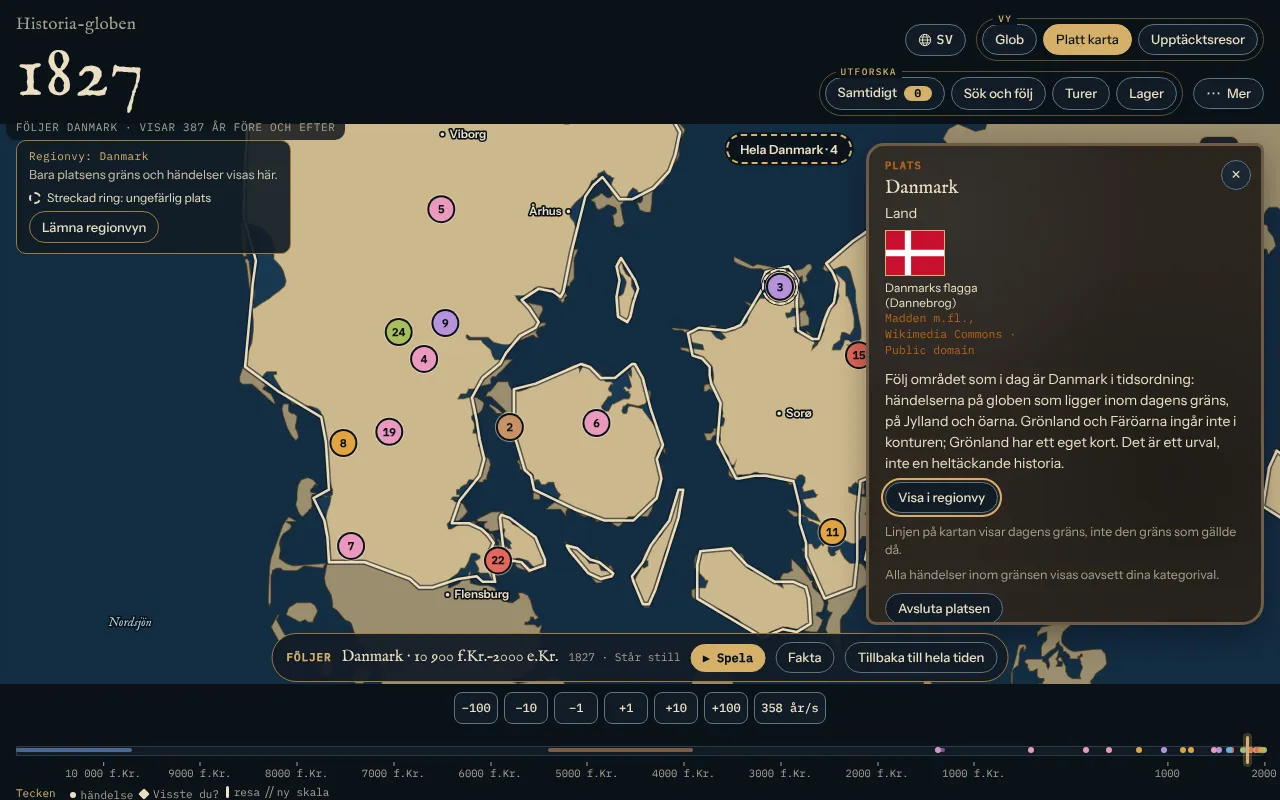 Historia-globen
1827
FÖLJER DANMARK · VISAR 387 ÅR FÖRE OCH EFTER
VY
SV
Glob
Platt karta
Upptäcktsresor
UTFORSKA
Samtidigt 0
Sök och följ
Turer
Lager
··· Mer
Regionvy: Danmark
Bara platsens gräns och händelser visas här.
Streckad ring: ungefärlig plats
Lämna regionvyn
Viborg
Hela Danmark · 4
5
Århus
3
24
9
4
15
19
8
2
6
Sorø
11
7
22
Flensburg
Nordsjön
PLATS
×
Danmark
Land
Danmarks flagga
(Dannebrog)
Madden m.fl.,
Wikimedia Commons ·
Public domain
Följ området som i dag är Danmark i tidsordning:
händelserna på globen som ligger inom dagens gräns,
på Jylland och öarna. Grönland och Färöarna ingår inte i
konturen; Grönland har ett eget kort. Det är ett urval,
inte en heltäckande historia.
Visa i regionvy
Linjen på kartan visar dagens gräns, inte den gräns som gällde
då.
Alla händelser inom gränsen visas oavsett dina kategorival.
Avsluta platsen
FÖLJER Danmark · 10 900 f.Kr.–2000 e.Kr. 1827 · Står still ▶ Spela Fakta Tillbaka till hela tiden
−100 −10 −1 +1 +10 +100 358 år/s
10 000 f.Kr. 9000 f.Kr. 8000 f.Kr. 7000 f.Kr. 6000 f.Kr. 5000 f.Kr. 4000 f.Kr. 3000 f.Kr. 2000 f.Kr. 1000 f.Kr. 1000 2000
Tecken händelse Visste du? resa // ny skala